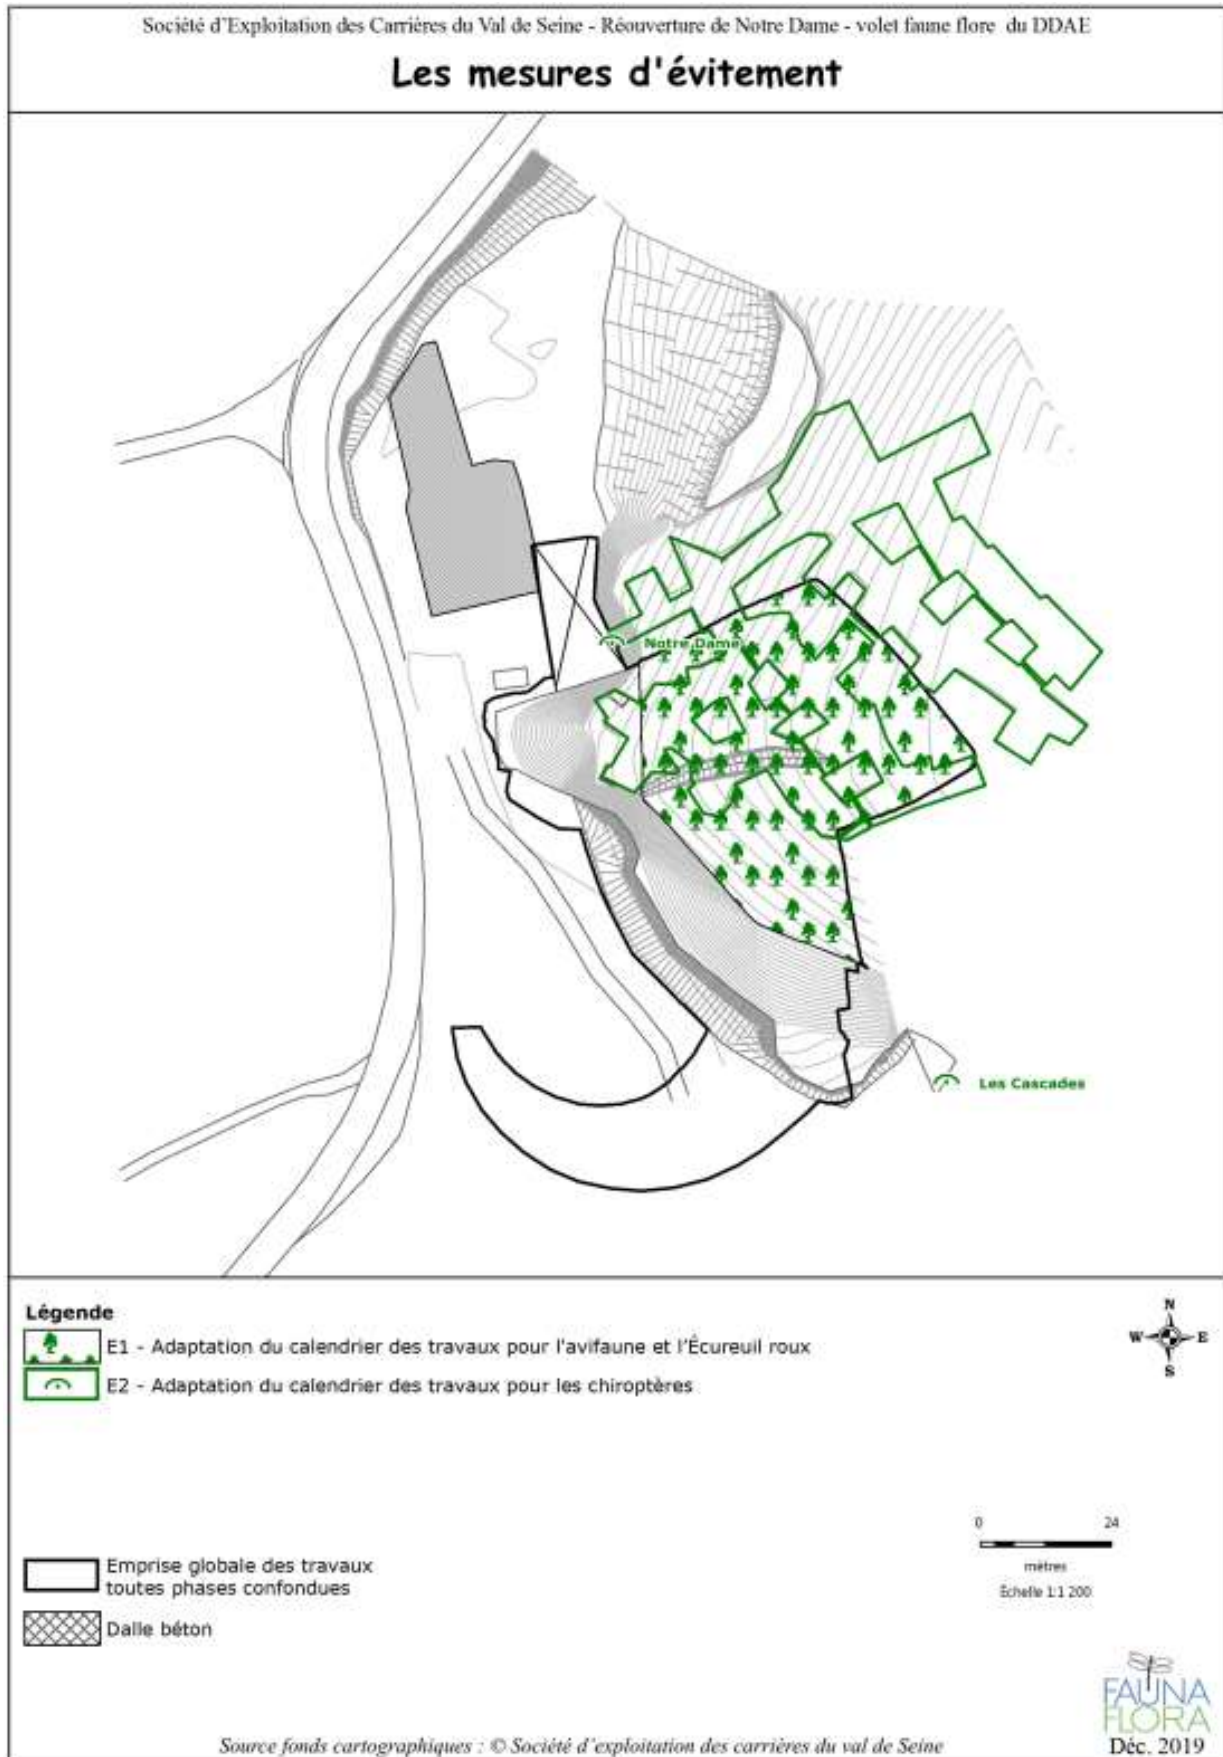 Société d'Exploitation des Carrières du Val de Seine - Réouverture de Notre Dame - volet faune flore du DDAE
Les mesures d'évitement
Notre Dame
Les Cascades
Légende
E1 - Adaptation du calendrier des travaux pour l'avifaune et l'Écureuil roux
E2 - Adaptation du calendrier des travaux pour les chiroptères
N
W E
S
0 24
mètres
Échelle 1:1 200
Emprise globale des travaux
toutes phases confondues
Dalle béton
FAUNA
FLORA
Déc. 2019
Source fonds cartographiques : © Société d'exploitation des carrières du val de Seine